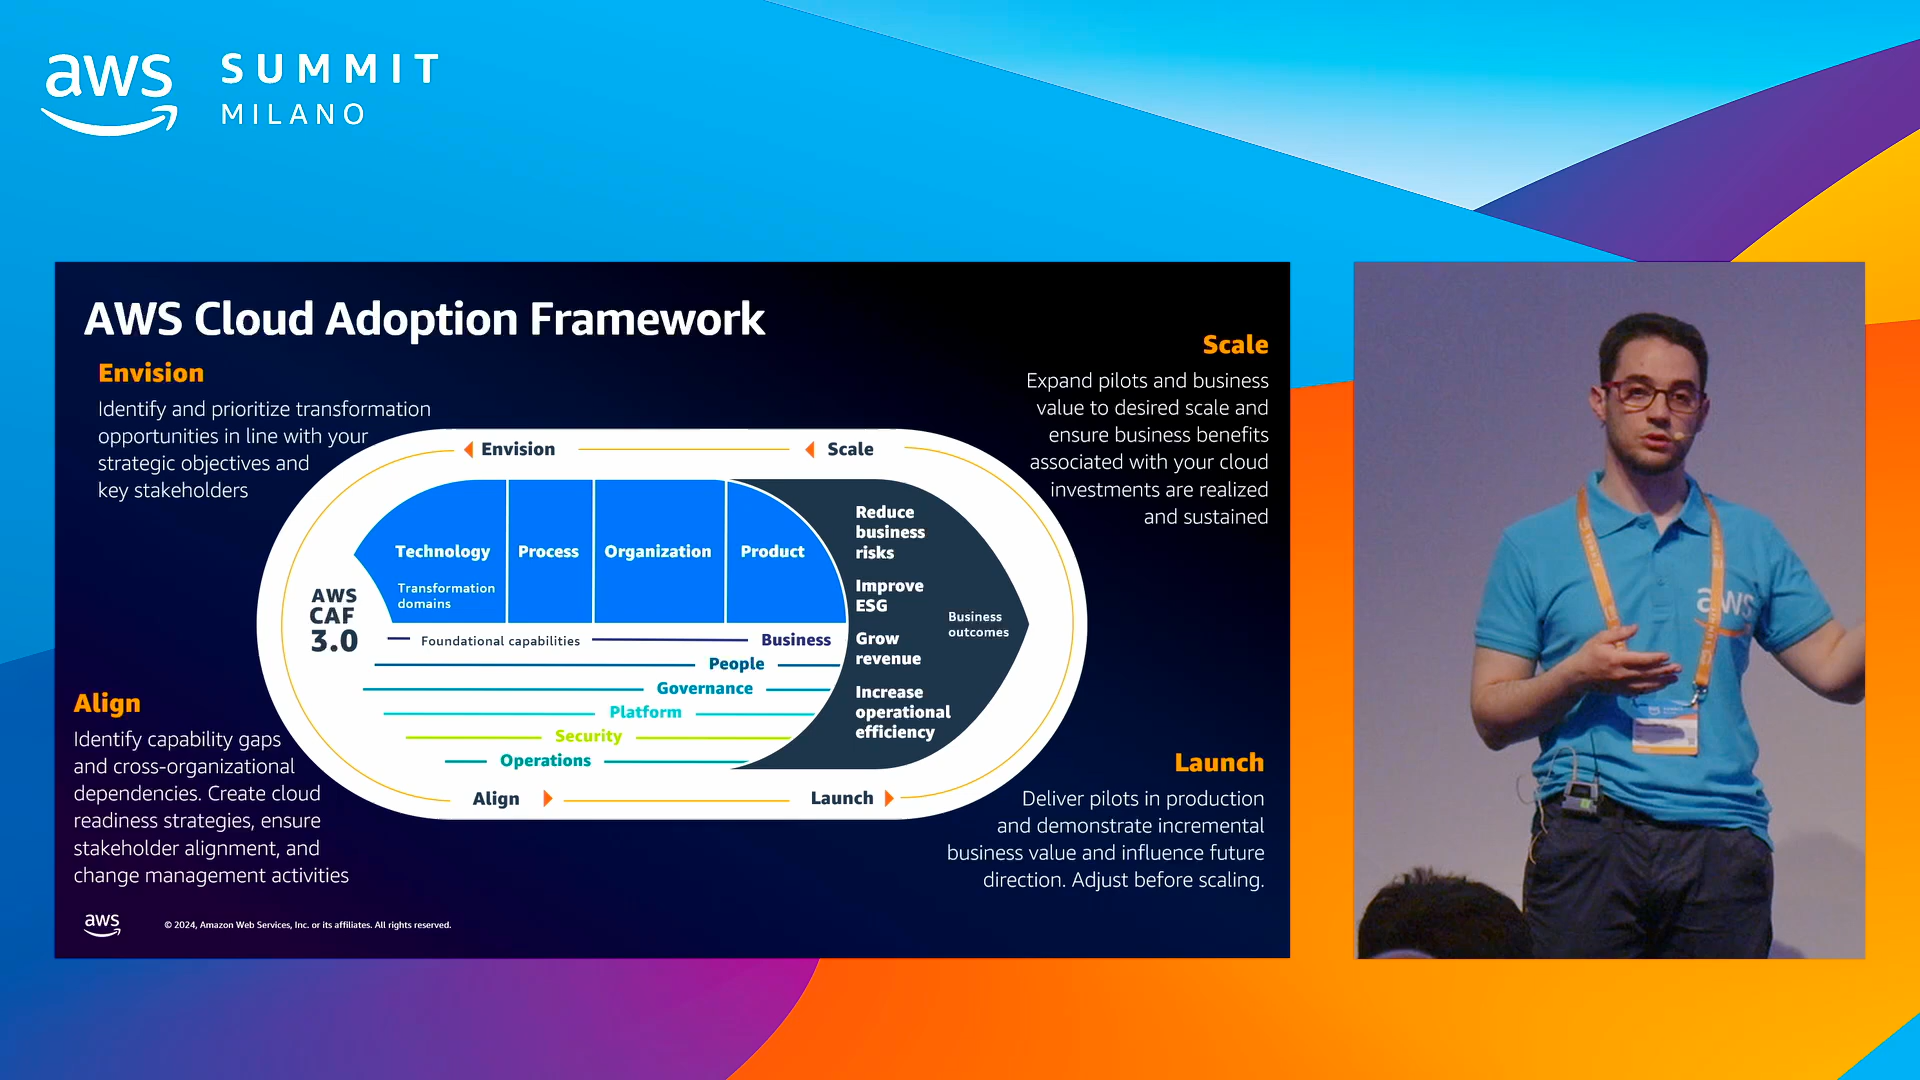 aws
SUMMIT
MILANO
AWS Cloud Adoption Framework
Envision
Identify and prioritize transformation
opportunities in line with your
strategic objectives and
key stakeholders
Scale
Expand pilots and business
value to desired scale and
ensure business benefits
associated with your cloud
investments are realized
and sustained
Envision
Scale
Technology
Process
Organization
Product
Transformation
domains
AWS
CAF
3.0
Foundational capabilities
Business
People
Governance
Platform
Security
Operations
Reduce
business
risks
Improve
ESG
Grow
revenue
Increase
operational
efficiency
Business
outcomes
Align
Launch
Align
Identify capability gaps
and cross-organizational
dependencies. Create cloud
readiness strategies, ensure
stakeholder alignment, and
change management activities
Launch
Deliver pilots in production
and demonstrate incremental
business value and influence future
direction. Adjust before scaling.
aws
© 2024, Amazon Web Services, Inc. or its affiliates. All rights reserved.
aws